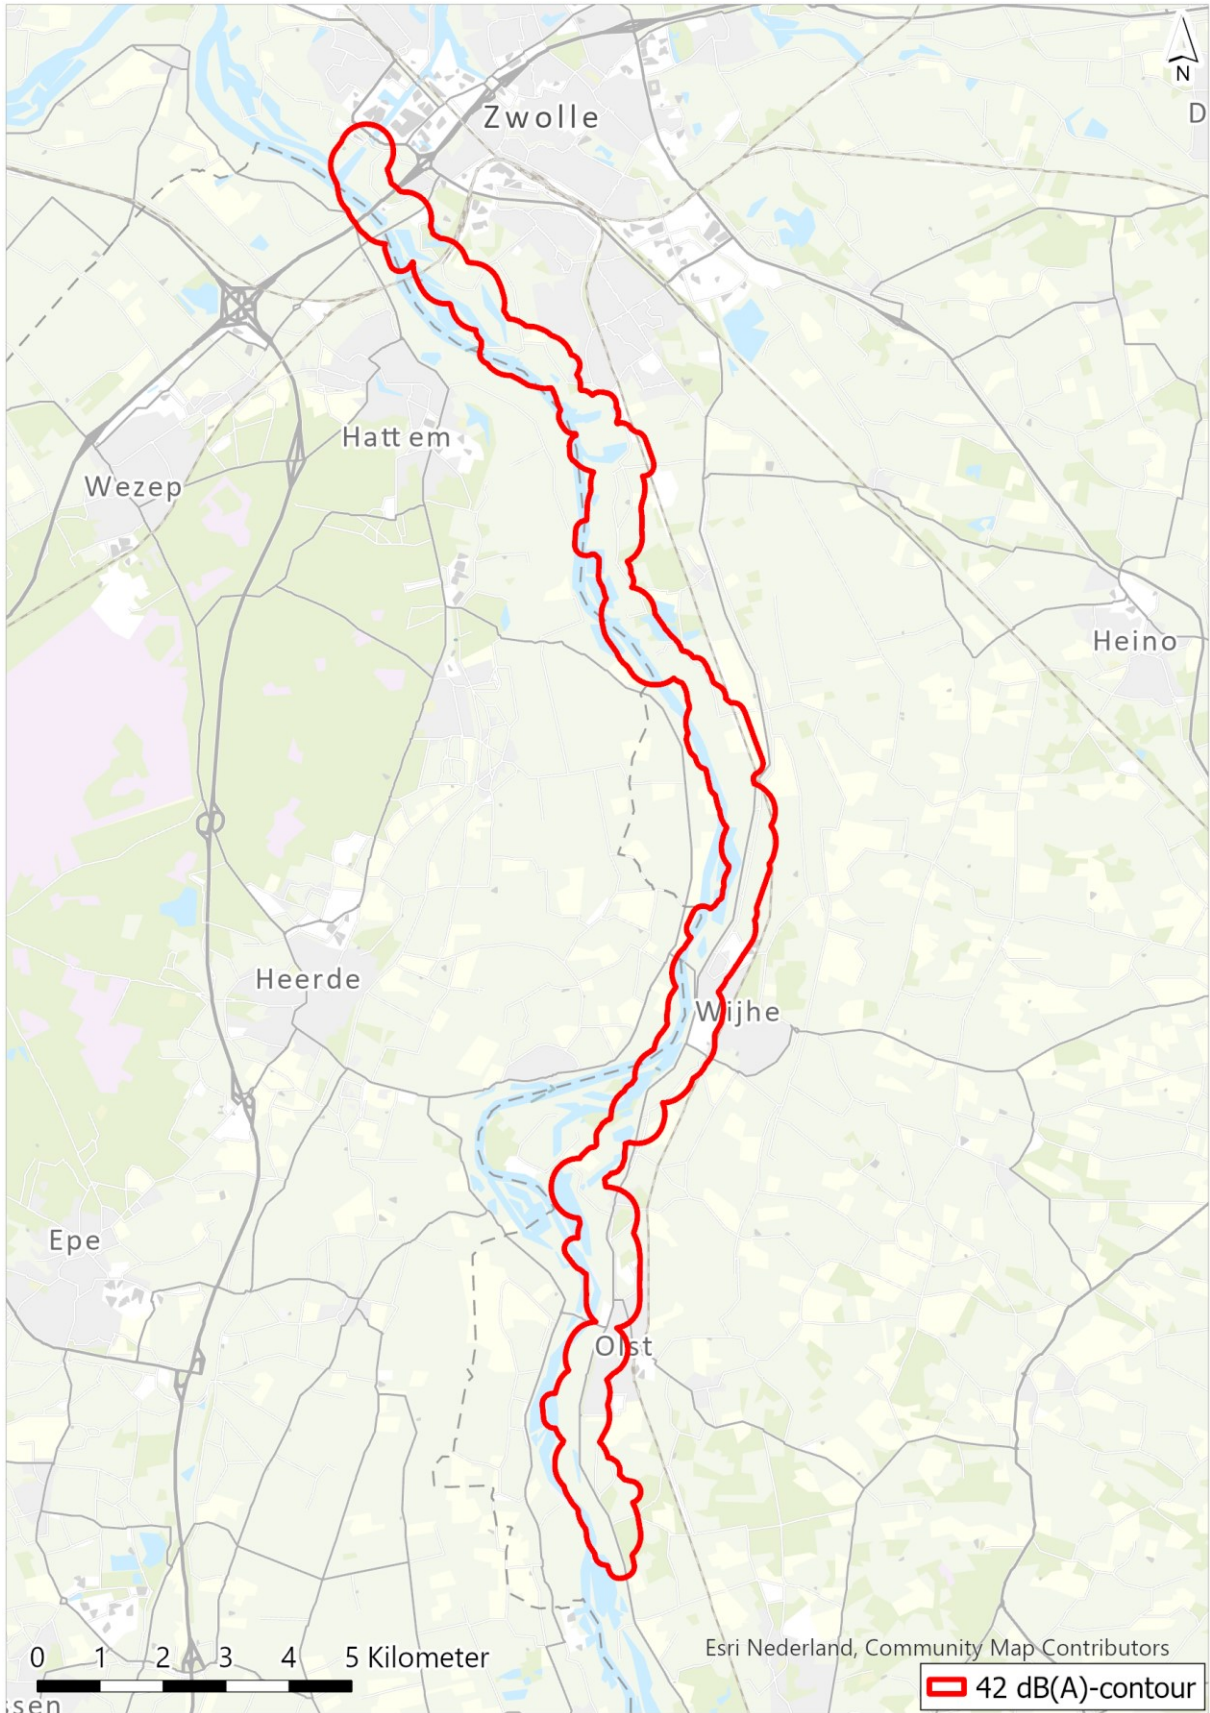 N
Zwolle
D
Hattem
Wezep
Heino
Heerde
Wijhe
Epe
Olst
0 1 2 3 4 5 Kilometer
Esri Nederland, Community Map Contributors
42 dB(A)-contour
ssen